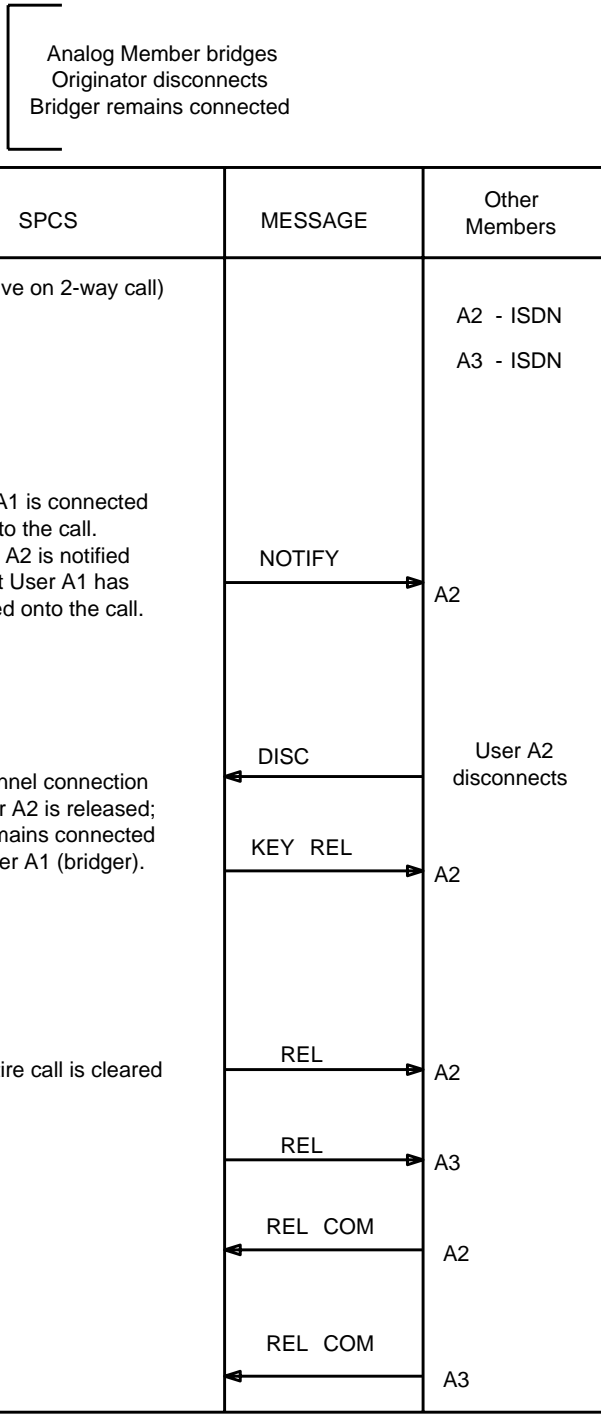 Analog Member bridges
Originator disconnects
Bridger remains connected
SPCS
MESSAGE
Other
Members
ve on 2-way call)
A2 - ISDN
A3 - ISDN
A1 is connected
to the call.
A2 is notified
t User A1 has
ed onto the call.
NOTIFY
A2
DISC
User A2
disconnects
nnel connection
r A2 is released;
mains connected
er A1 (bridger).
KEY REL
A2
ire call is cleared
REL
A2
REL
A3
REL COM
A2
REL COM
A3